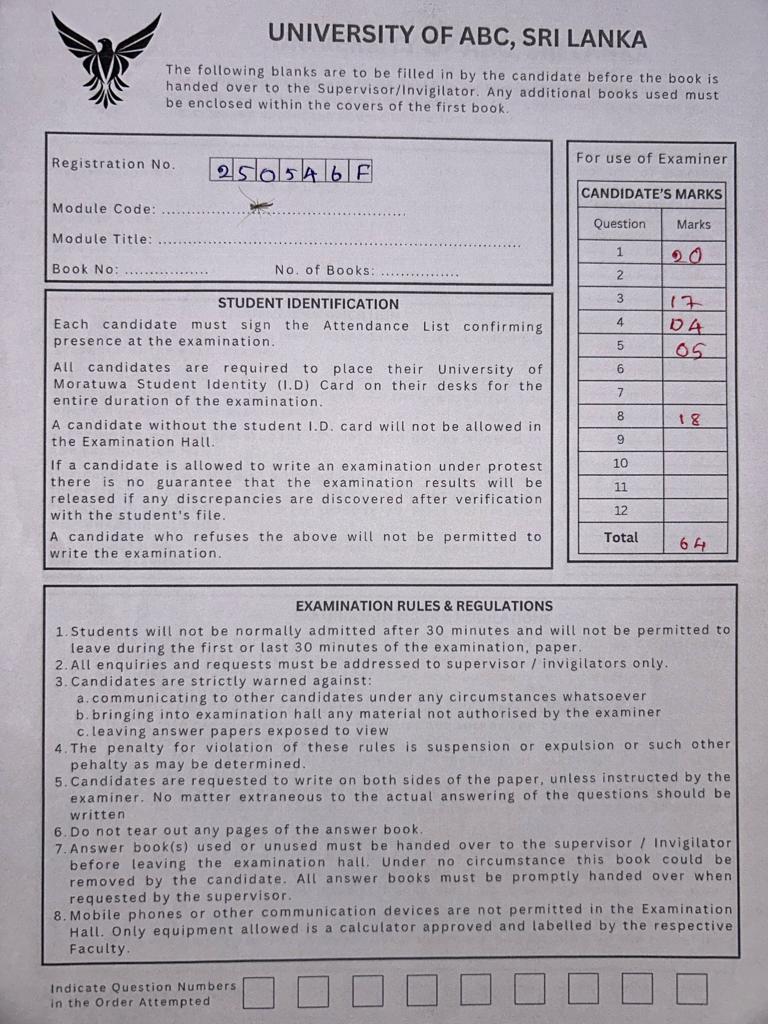 UNIVERSITY OF ABC, SRI LANKA
The following blanks are to be filled in by the candidate before the book is
handed over to the Supervisor/Invigilator. Any additional books used must
be enclosed within the covers of the first book.
Registration No. 250546F
Module Code: ......................................................
Module Title: .................................................................................
Book No: ................. No. of Books: ................
STUDENT IDENTIFICATION
Each candidate must sign the Attendance List confirming
presence at the examination.
All candidates are required to place their University of
Moratuwa Student Identity (I.D) Card on their desks for the
entire duration of the examination.
A candidate without the student I.D. card will not be allowed in
the Examination Hall.
If a candidate is allowed to write an examination under protest
there is no guarantee that the examination results will be
released if any discrepancies are discovered after verification
with the student's file.
A candidate who refuses the above will not be permitted to
write the examination.
For use of Examiner
CANDIDATE'S MARKS
Question Marks
1 20
2
3 17
4 04
5 05
6
7
8 18
9
10
11
12
Total 64
EXAMINATION RULES & REGULATIONS
1. Students will not be normally admitted after 30 minutes and will not be permitted to
leave during the first or last 30 minutes of the examination, paper.
2. All enquiries and requests must be addressed to supervisor / invigilators only.
3. Candidates are strictly warned against:
a. communicating to other candidates under any circumstances whatsoever
b. bringing into examination hall any material not authorised by the examiner
c. leaving answer papers exposed to view
4. The penalty for violation of these rules is suspension or expulsion or such other
pehalty as may be determined.
5. Candidates are requested to write on both sides of the paper, unless instructed by the
examiner. No matter extraneous to the actual answering of the questions should be
written
6. Do not tear out any pages of the answer book.
7. Answer book(s) used or unused must be handed over to the supervisor / Invigilator
before leaving the examination hall. Under no circumstance this book could be
removed by the candidate. All answer books must be promptly handed over when
requested by the supervisor.
8. Mobile phones or other communication devices are not permitted in the Examination
Hall. Only equipment allowed is a calculator approved and labelled by the respective
Faculty.
Indicate Question Numbers
in the Order Attempted